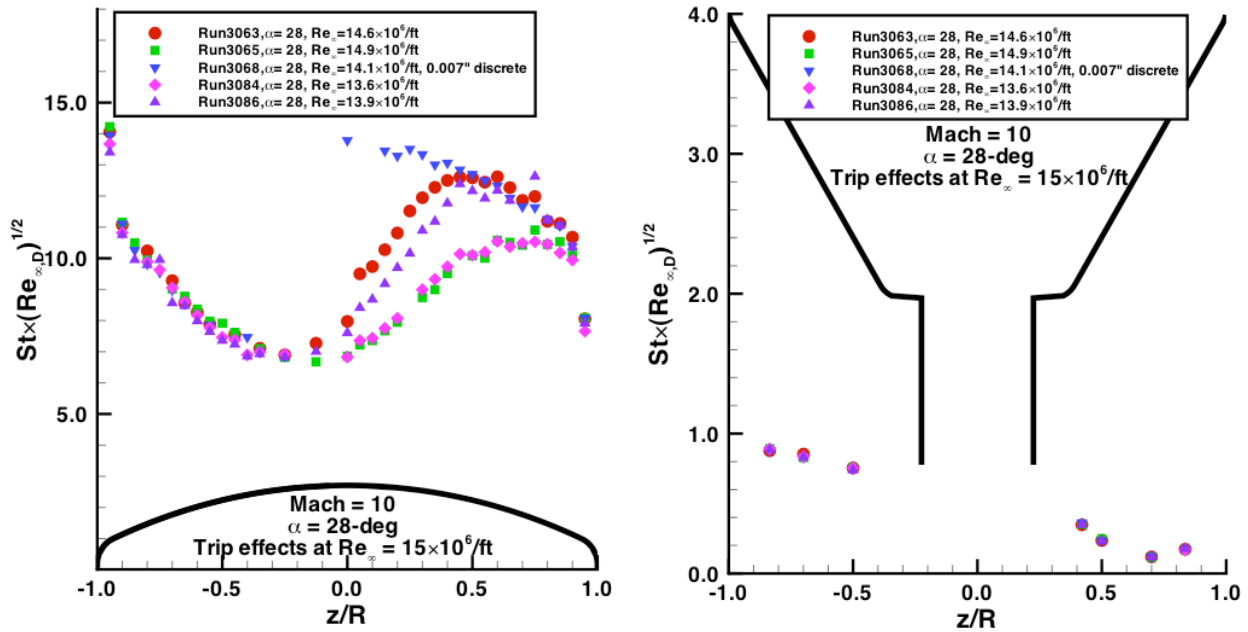 Run3063,α= 28, Re∞=14.6×10⁶/ft
Run3065,α= 28, Re∞=14.9×10⁶/ft
Run3068,α= 28, Re∞=14.1×10⁶/ft, 0.007" discrete
Run3084,α= 28, Re∞=13.6×10⁶/ft
Run3086,α= 28, Re∞=13.9×10⁶/ft
15.0
10.0
5.0
St×(Re∞,D)^1/2
Mach = 10
α = 28-deg
Trip effects at Re∞ = 15×10⁶/ft
-1.0 -0.5 0.0 0.5 1.0
z/R
Run3063,α= 28, Re∞=14.6×10⁶/ft
Run3065,α= 28, Re∞=14.9×10⁶/ft
Run3068,α= 28, Re∞=14.1×10⁶/ft, 0.007" discrete
Run3084,α= 28, Re∞=13.6×10⁶/ft
Run3086,α= 28, Re∞=13.9×10⁶/ft
Mach = 10
α = 28-deg
Trip effects at Re∞ = 15×10⁶/ft
4.0
3.0
2.0
1.0
0.0
St×(Re∞,D)^1/2
-1.0 -0.5 0.0 0.5 1.0
z/R